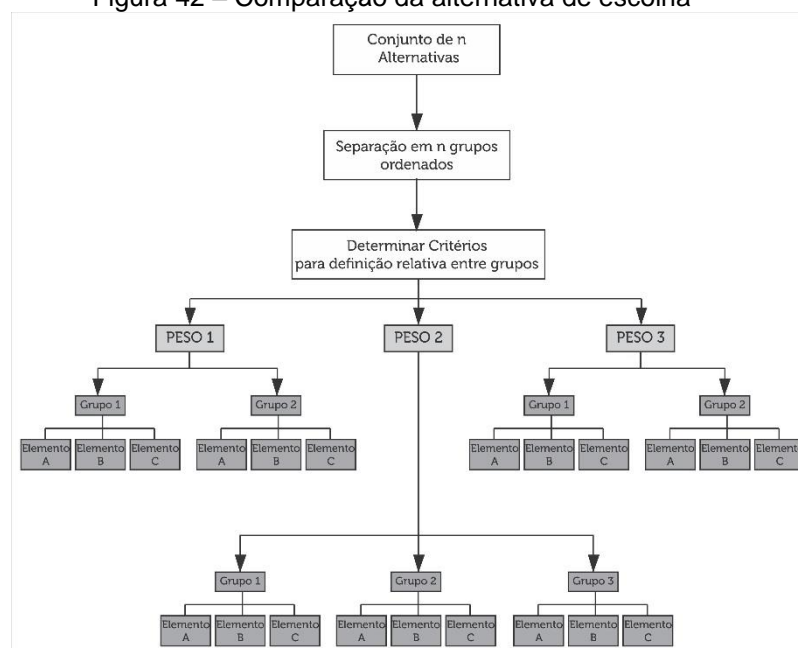 Figura 42 – Comparação da alternativa de escolha
Conjunto de n
Alternativas
Separação em n grupos
ordenados
Determinar Critérios
para definição relativa entre grupos
PESO 1
PESO 2
PESO 3
Grupo 1
Grupo 2
Grupo 1
Grupo 2
Elemento A
Elemento B
Elemento C
Elemento A
Elemento B
Elemento C
Elemento A
Elemento B
Elemento C
Elemento A
Elemento B
Elemento C
Grupo 1
Grupo 2
Grupo 3
Elemento A
Elemento B
Elemento C
Elemento A
Elemento B
Elemento C
Elemento A
Elemento B
Elemento C